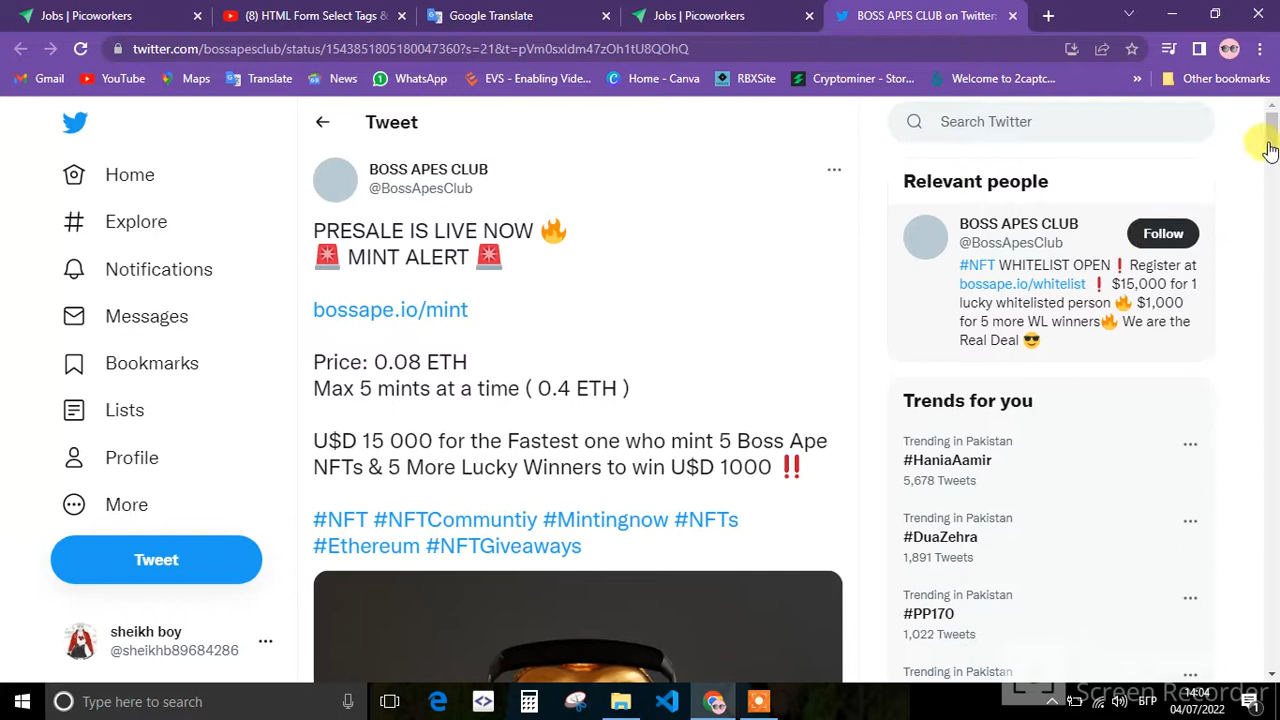 Jobs | Picoworkers
(8) HTML Form Select Tags &
Google Translate
Jobs | Picoworkers
BOSS APES CLUB on Twitter:
twitter.com/bossapesclub/status/1543851805180047360?s=21&t=pVm0sxldm47zOh1tU8QOhQ
Gmail
YouTube
Maps
Translate
News
WhatsApp
EVS - Enabling Vide...
Home - Canva
RBXSite
Cryptominer - Stor...
Welcome to 2captc...
»
Other bookmarks
Home
Explore
Notifications
Messages
Bookmarks
Lists
Profile
More
Tweet
sheikh boy
@sheikhb89684286
Tweet
BOSS APES CLUB
@BossApesClub
PRESALE IS LIVE NOW 🔥
🚨 MINT ALERT 🚨
bossape.io/mint
Price: 0.08 ETH
Max 5 mints at a time ( 0.4 ETH )
U$D 15 000 for the Fastest one who mint 5 Boss Ape
NFTs & 5 More Lucky Winners to win U$D 1000 ‼️
#NFT #NFTCommuntiy #Mintingnow #NFTs
#Ethereum #NFTGiveaways
Search Twitter
Relevant people
BOSS APES CLUB
@BossApesClub
Follow
#NFT WHITELIST OPEN❗ Register at
bossape.io/whitelist ❗ $15,000 for 1
lucky whitelisted person 🔥 $1,000
for 5 more WL winners🔥 We are the
Real Deal 😎
Trends for you
Trending in Pakistan
#HaniaAamir
5,678 Tweets
Trending in Pakistan
#DuaZehra
1,891 Tweets
Trending in Pakistan
#PP170
1,022 Tweets
Trending in Pakistan
Type here to search
Screen Recorder
БГР
14:04
04/07/2022
1